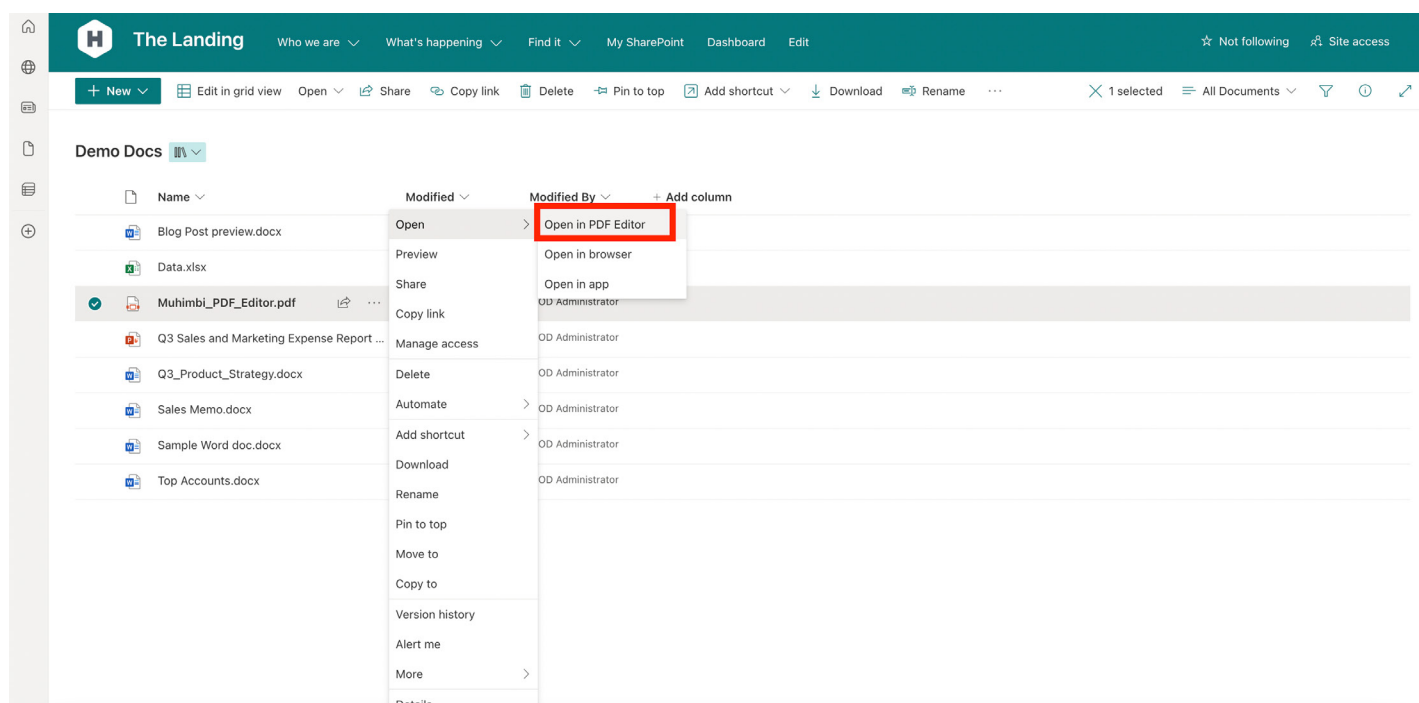 H The Landing Who we are What's happening Find it My SharePoint Dashboard Edit Not following Site access
+ New Edit in grid view Open Share Copy link Delete Pin to top Add shortcut Download Rename ... 1 selected All Documents
Demo Docs
Name Modified Modified By + Add column
Open Open in PDF Editor
Blog Post preview.docx
Preview Open in browser
Data.xlsx
Share Open in app
Muhimbi_PDF_Editor.pdf ... OD Administrator
Copy link
Q3 Sales and Marketing Expense Report ... OD Administrator
Manage access
Q3_Product_Strategy.docx Delete OD Administrator
Automate
Sales Memo.docx OD Administrator
Add shortcut
Sample Word doc.docx OD Administrator
Download
Top Accounts.docx OD Administrator
Rename
Pin to top
Move to
Copy to
Version history
Alert me
More
Details